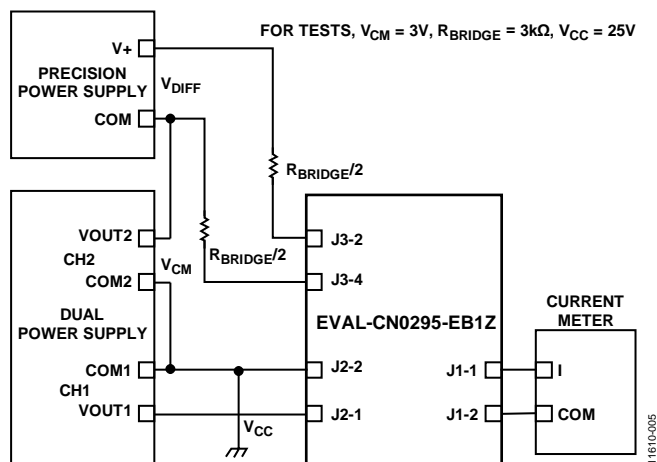 FOR TESTS, VCM = 3V, RBRIDGE = 3kΩ, VCC = 25V
V+
PRECISION
POWER SUPPLY
VDIFF
COM
RBRIDGE/2
RBRIDGE/2
VOUT2
CH2
COM2
VCM
DUAL
POWER SUPPLY
COM1
CH1
VOUT1
VCC
J3-2
J3-4
EVAL-CN0295-EB1Z
J2-2
J2-1
J1-1
J1-2
CURRENT
METER
I
COM
11610-005